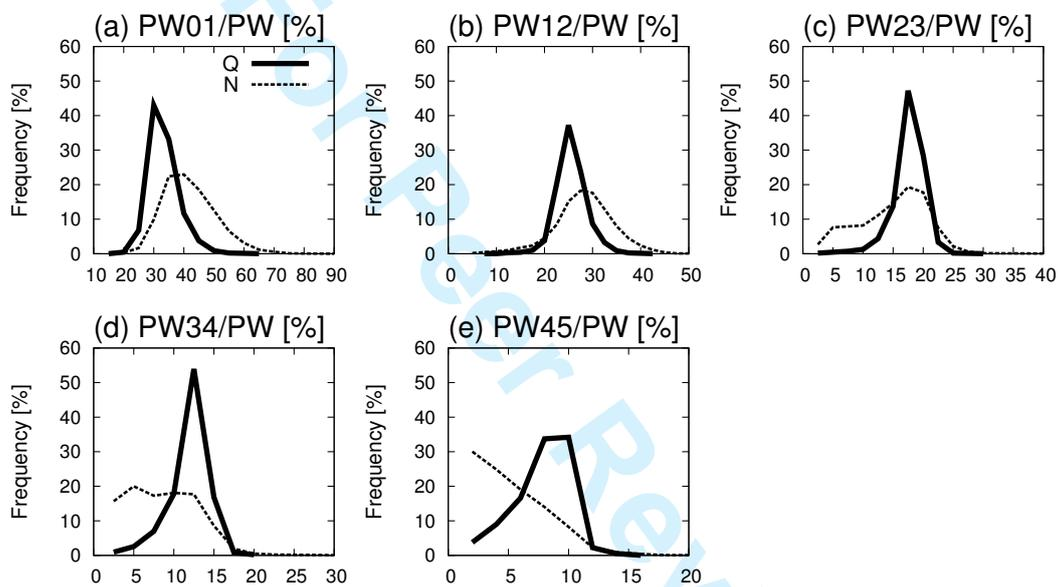 (a) PW01/PW [%]
60
50
40
30
20
10
0
Frequency [%]
Q
N
10 20 30 40 50 60 70 80 90
(b) PW12/PW [%]
60
50
40
30
20
10
0
Frequency [%]
0 10 20 30 40 50
(c) PW23/PW [%]
60
50
40
30
20
10
0
Frequency [%]
0 5 10 15 20 25 30 35 40
(d) PW34/PW [%]
60
50
40
30
20
10
0
Frequency [%]
0 5 10 15 20 25 30
(e) PW45/PW [%]
60
50
40
30
20
10
0
Frequency [%]
0 5 10 15 20
For Peer Rev